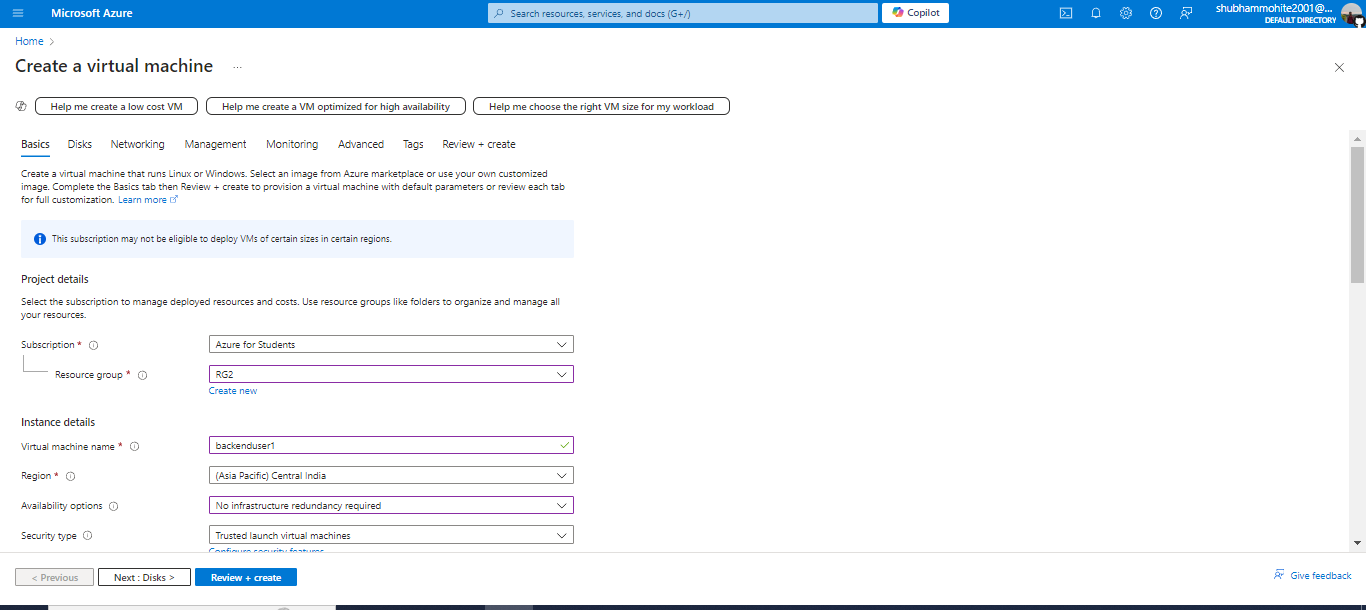 Microsoft Azure
Search resources, services, and docs (G+/)
Copilot
shubhammohite2001@...
DEFAULT DIRECTORY
Home >
Create a virtual machine ...
Help me create a low cost VM
Help me create a VM optimized for high availability
Help me choose the right VM size for my workload
Basics Disks Networking Management Monitoring Advanced Tags Review + create
Create a virtual machine that runs Linux or Windows. Select an image from Azure marketplace or use your own customized
image. Complete the Basics tab then Review + create to provision a virtual machine with default parameters or review each tab
for full customization. Learn more
This subscription may not be eligible to deploy VMs of certain sizes in certain regions.
Project details
Select the subscription to manage deployed resources and costs. Use resource groups like folders to organize and manage all
your resources.
Subscription * Azure for Students
Resource group * RG2
Create new
Instance details
Virtual machine name * backenduser1
Region * (Asia Pacific) Central India
Availability options No infrastructure redundancy required
Security type Trusted launch virtual machines
Configure security features
< Previous Next : Disks > Review + create
Give feedback